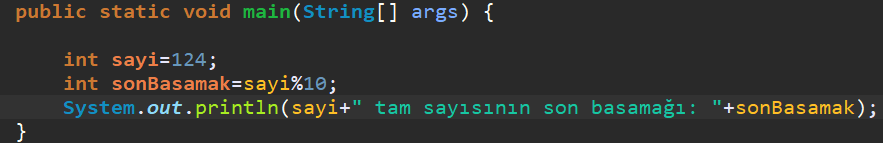 public static void main(String[] args) {
int sayi=124;
int sonBasamak=sayi%10;
System.out.println(sayi+" tam sayısının son basamağı: "+sonBasamak);
}